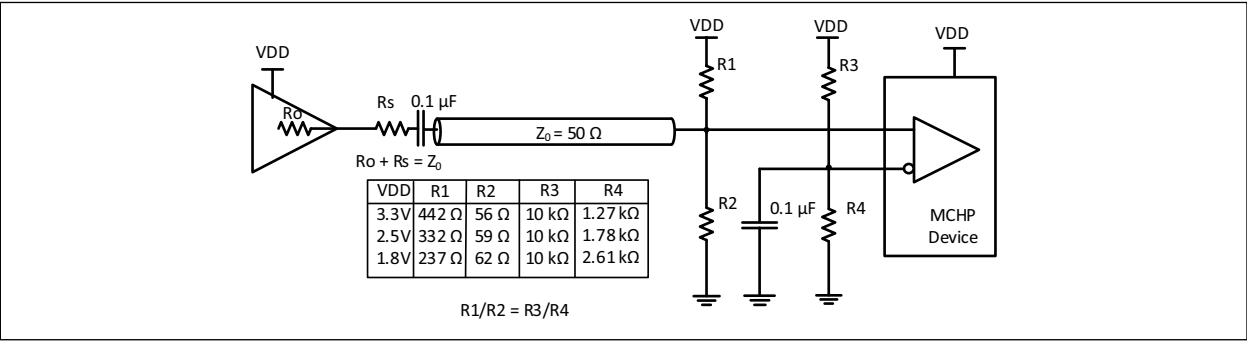 VDD
VDD
VDD
VDD
R1
R3
Ro
Rs
0.1 µF
Z0 = 50 Ω
Ro + Rs = Z0
VDD R1 R2 R3 R4
3.3V 442 Ω 56 Ω 10 kΩ 1.27 kΩ
2.5V 332 Ω 59 Ω 10 kΩ 1.78 kΩ
1.8V 237 Ω 62 Ω 10 kΩ 2.61 kΩ
R2
0.1 µF
R4
MCHP
Device
R1/R2 = R3/R4